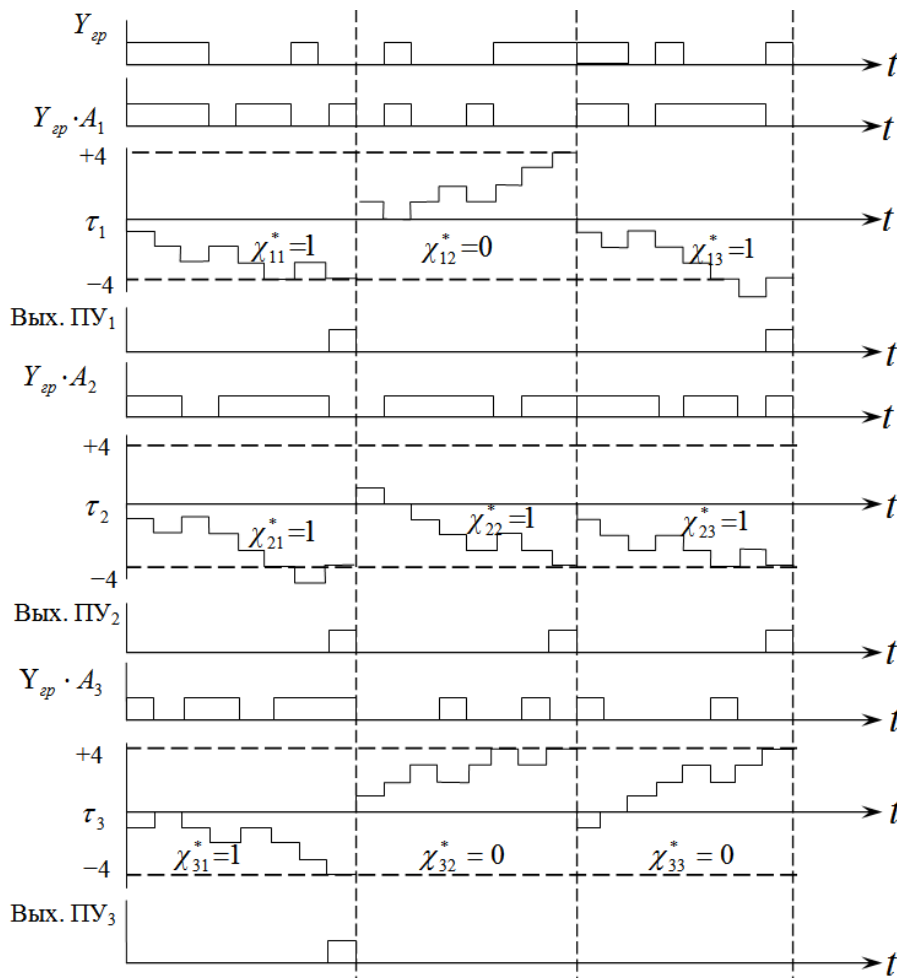 Y_гр
t
Y_гр · A_1
t
+4
τ_1
t
χ*_11 = 1
χ*_12 = 0
χ*_13 = 1
−4
Вых. ПУ_1
t
Y_гр · A_2
t
+4
τ_2
t
χ*_21 = 1
χ*_22 = 1
χ*_23 = 1
−4
Вых. ПУ_2
t
Y_гр · A_3
t
+4
τ_3
t
χ*_31 = 1
χ*_32 = 0
χ*_33 = 0
−4
Вых. ПУ_3
t